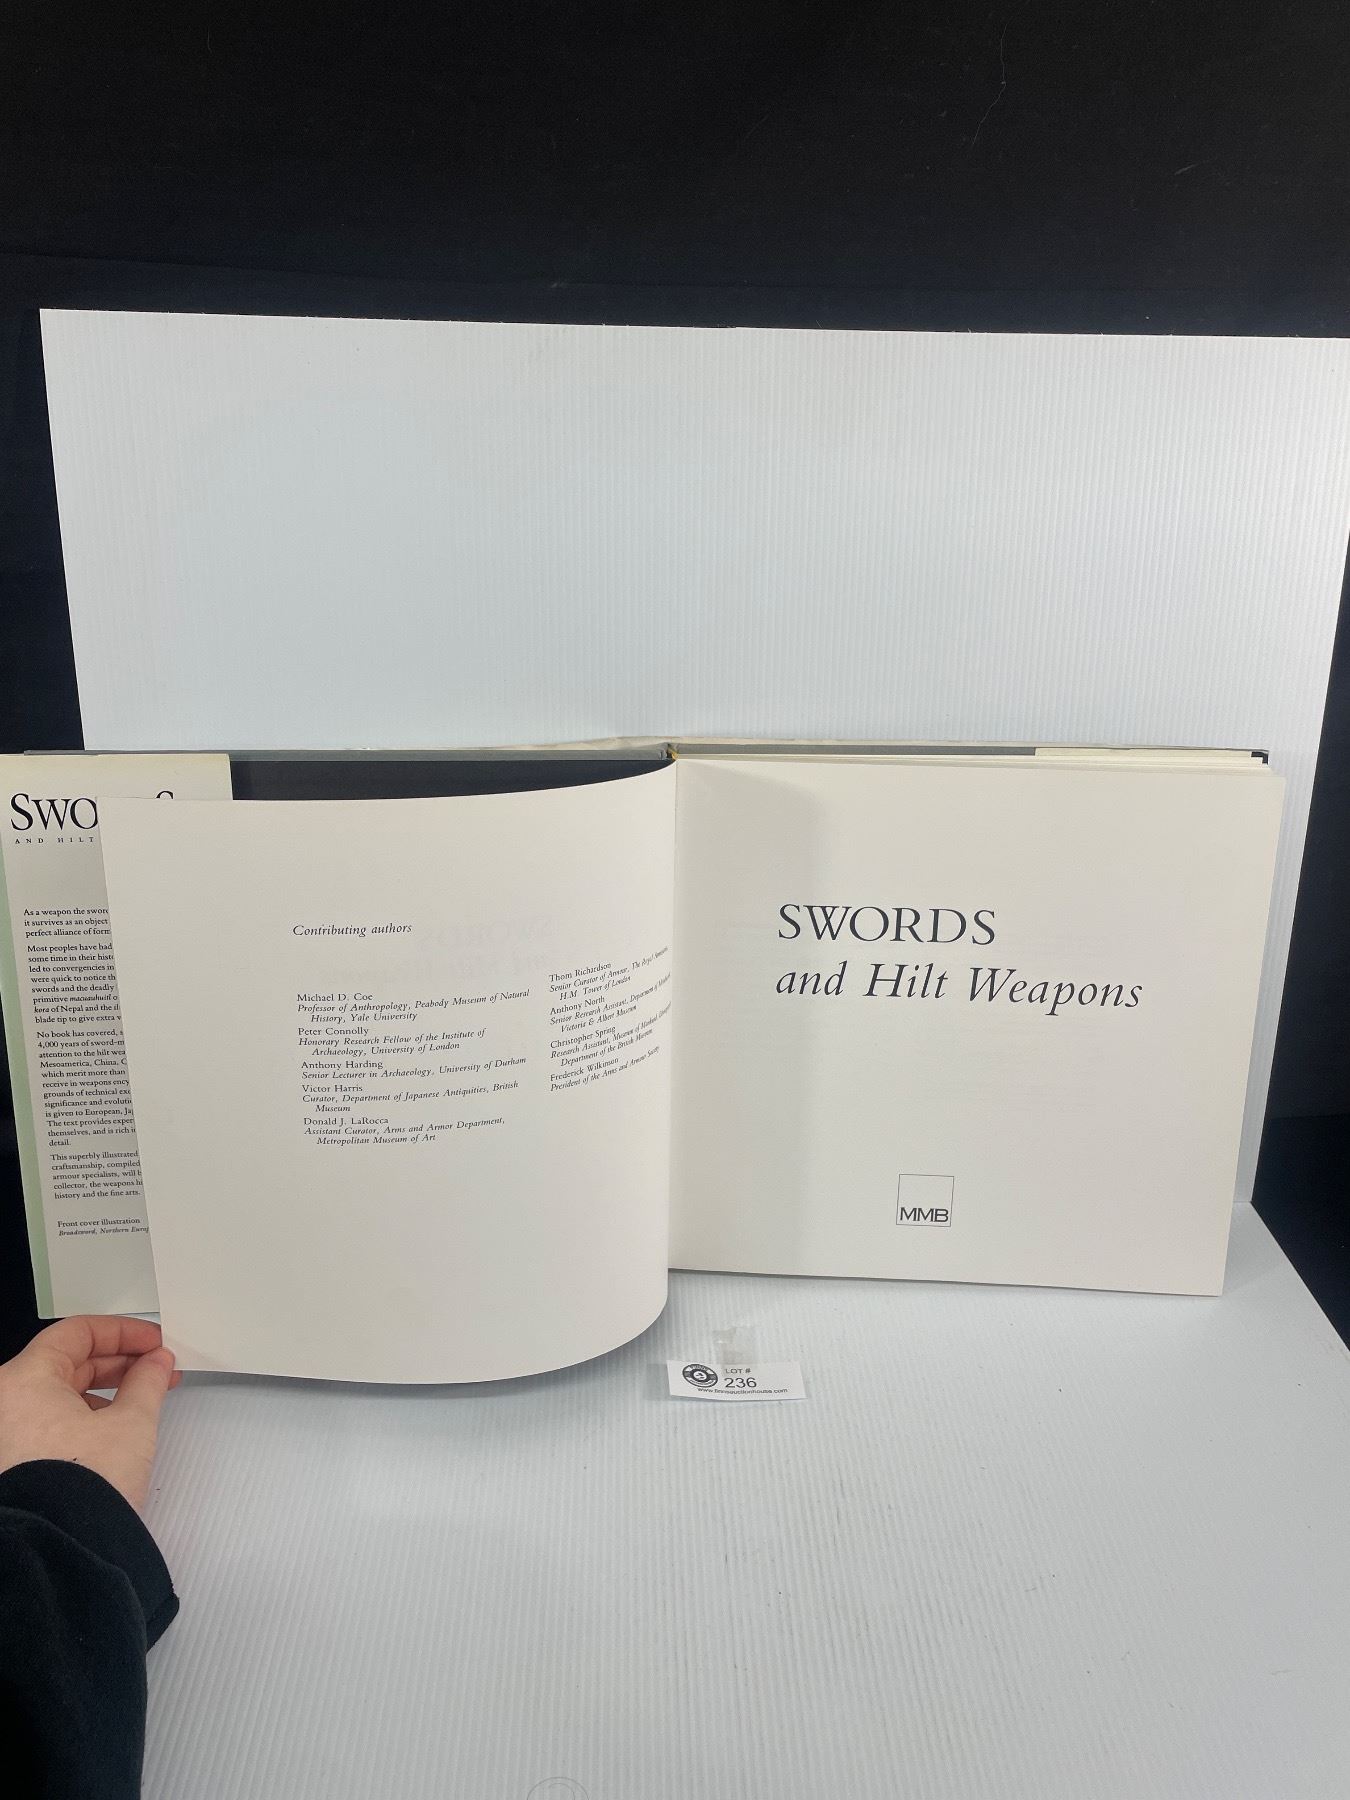 SWO
AND HILT
As a weapon the sword
it survives as an object
perfect alliance of form
Most peoples have had
some time in their histo
led to convergencies in
were quick to notice th
swords and the deadly
primitive macuauhuitl o
kora of Nepal and the
blade tip to give extra
No book has covered,
4,000 years of sword-m
attention to the hilt wea
Mesoamerica, China,
which merit more than
receive in weapons ency
grounds of technical exc
significance and evoluti
is given to European, Ja
The text provides exper
themselves, and is rich i
detail.
This superbly illustrated
craftsmanship, compiled
armour specialists, will b
collector, the weapons hi
history and the fine arts.
Front cover illustration
Broadsword, Northern Europ
Contributing authors
Michael D. Coe
Professor of Anthropology, Peabody Museum of Natural
History, Yale University
Peter Connolly
Honorary Research Fellow of the Institute of
Archaeology, University of London
Anthony Harding
Senior Lecturer in Archaeology, University of Durham
Victor Harris
Curator, Department of Japanese Antiquities, British
Museum
Donald J. LaRocca
Assistant Curator, Arms and Armor Department,
Metropolitan Museum of Art
Thom Richardson
Senior Curator of Armour, The Royal Armouries
H.M. Tower of London
Anthony North
Senior Research Assistant, Department of Metalwork
Victoria & Albert Museum
Christopher Spring
Research Assistant, Museum of Mankind,
Department of the British Museum
Frederick Wilkinson
President of the Arms and Armour Society
SWORDS
and Hilt Weapons
MMB
LOT #
236